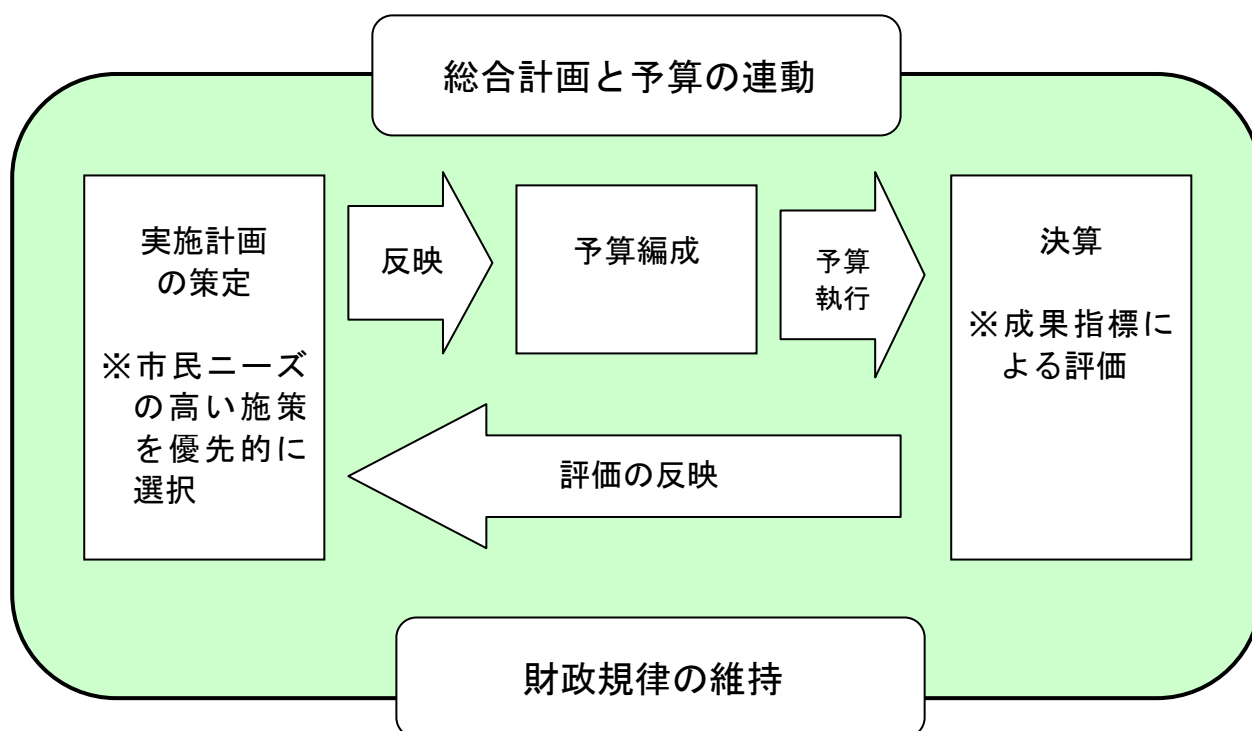 総合計画と予算の連動
実施計画
の策定
※市民ニーズ
の高い施策
を優先的に
選択
反映
予算編成
予算
執行
決算
※成果指標に
よる評価
評価の反映
財政規律の維持